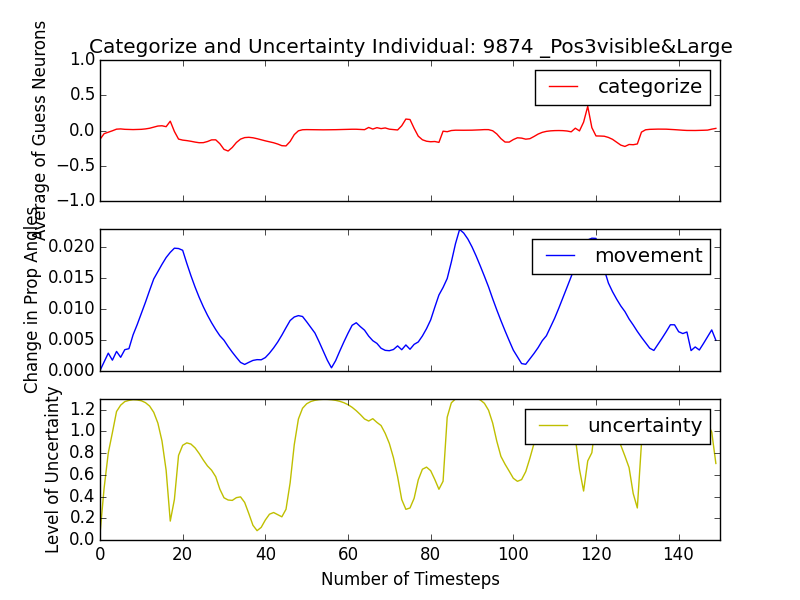 Categorize and Uncertainty Individual: 9874 _Pos3visible&Large
Average of Guess Neurons
1.0
0.5
0.0
−0.5
−1.0
categorize
Change in Prop Angles
0.020
0.015
0.010
0.005
0.000
movement
Level of Uncertainty
1.2
1.0
0.8
0.6
0.4
0.2
0.0
uncertainty
0 20 40 60 80 100 120 140
Number of Timesteps